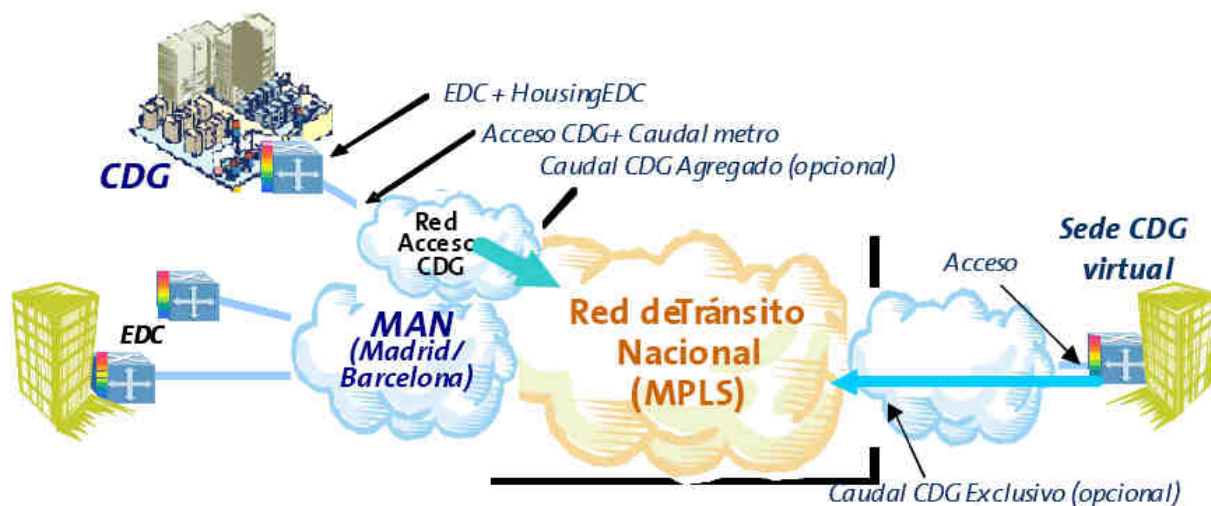 EDC + HousingEDC
Acceso CDG+ Caudal metro
Caudal CDG Agregado (opcional)
CDG
Red
Acceso
CDG
Sede CDG
virtual
Acceso
EDC
MAN
(Madrid/
Barcelona)
Red deTránsito
Nacional
(MPLS)
Caudal CDG Exclusivo (opcional)